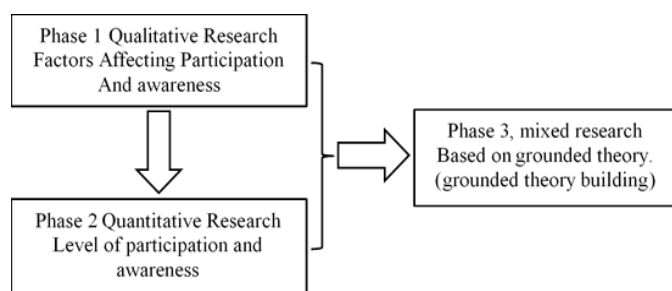 Phase 1 Qualitative Research
Factors Affecting Participation
And awareness
Phase 2 Quantitative Research
Level of participation and
awareness
Phase 3, mixed research
Based on grounded theory.
(grounded theory building)